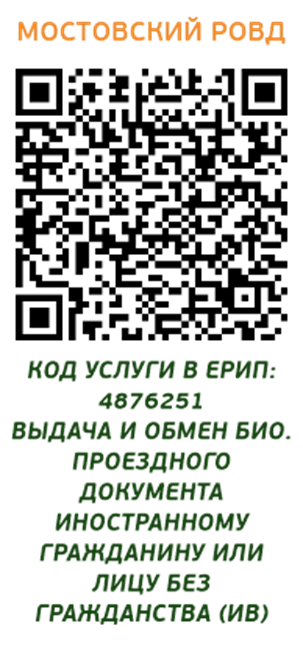 МОСТОВСКИЙ РОВД
КОД УСЛУГИ В ЕРИП:
4876251
ВЫДАЧА И ОБМЕН БИО.
ПРОЕЗДНОГО
ДОКУМЕНТА
ИНОСТРАННОМУ
ГРАЖДАНИНУ ИЛИ
ЛИЦУ БЕЗ
ГРАЖДАНСТВА (ИВ)